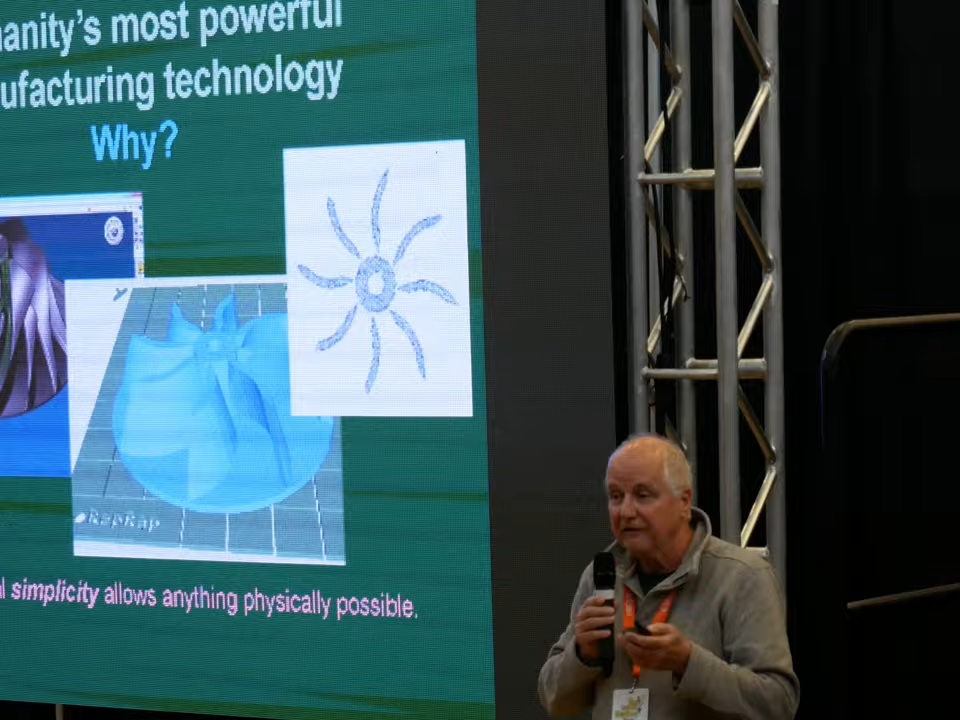 anity's most powerful
ufacturing technology
Why?
RepRap
l simplicity allows anything physically possible.